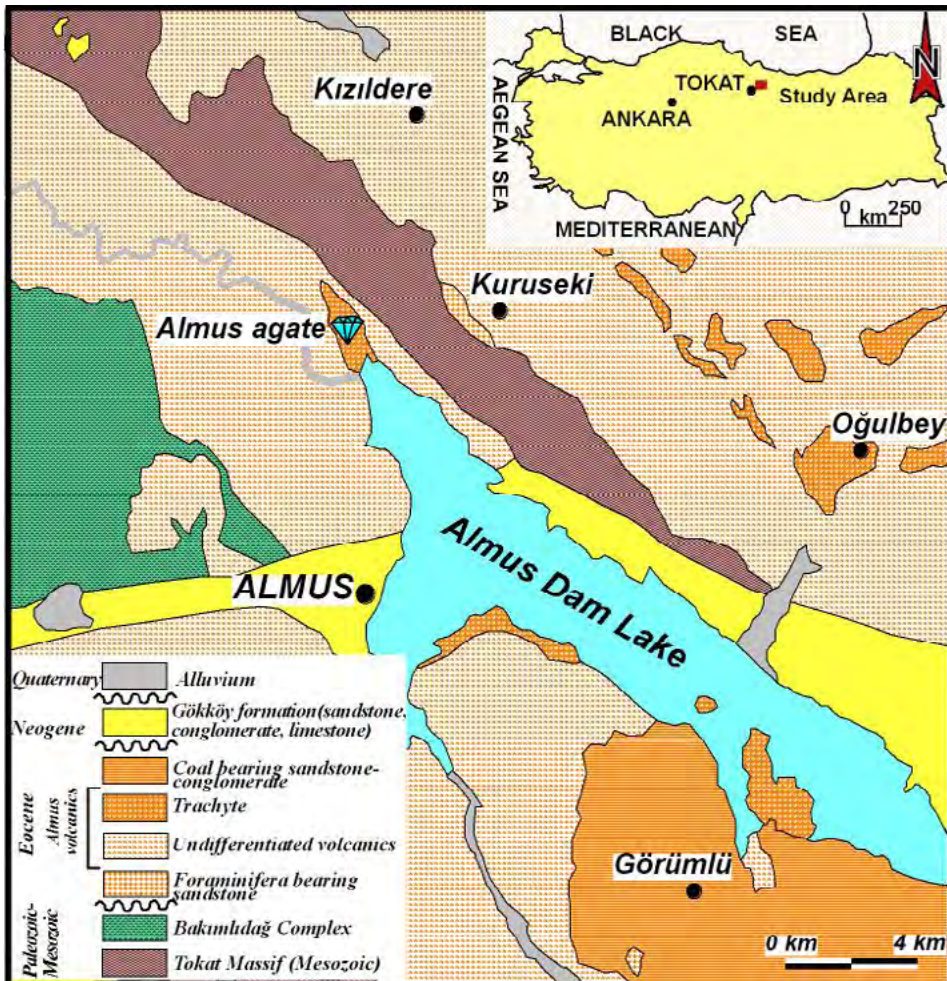 BLACK SEA
AEGEAN SEA
TOKAT
Study Area
ANKARA
MEDITERRANEAN
0 km 250
N
Kızıldere
Kuruseki
Almus agate
Oğulbey
Almus Dam Lake
ALMUS
Görümlü
0 km 4 km
Quaternary
Alluvium
Neogene
Gökköy formation(sandstone,
conglomerate, limestone)
Coal bearing sandstone-
conglomerate
Eocene
Almus
volcanics
Trachyte
Undifferentiated volcanics
Foraminifera bearing
sandstone
Paleozoic-
Mesozoic
Bakımlıdağ Complex
Tokat Massif (Mesozoic)